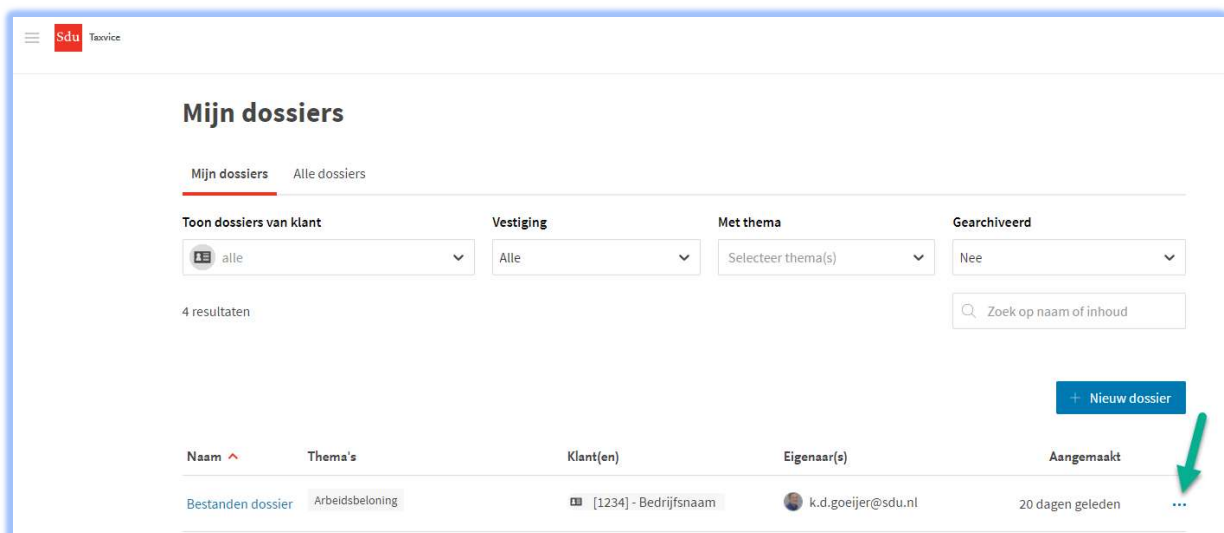 Sdu Taxvice
Mijn dossiers
Mijn dossiers Alle dossiers
Toon dossiers van klant Vestiging Met thema Gearchiveerd
alle Alle Selecteer thema(s) Nee
4 resultaten Zoek op naam of inhoud
+ Nieuw dossier
Naam Thema's Klant(en) Eigenaar(s) Aangemaakt
Bestanden dossier Arbeidsbeloning [1234] - Bedrijfsnaam k.d.goeijer@sdu.nl 20 dagen geleden ...